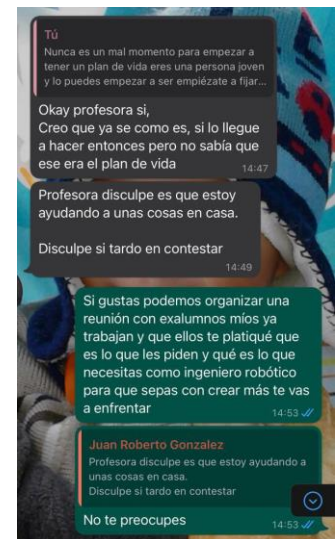 Tú
Nunca es un mal momento para empezar a
tener un plan de vida eres una persona joven
y lo puedes empezar a ser empiézate a fijar...
Okay profesora si,
Creo que ya se como es, si lo llegue
a hacer entonces pero no sabía que
ese era el plan de vida
14:47
Profesora disculpe es que estoy
ayudando a unas cosas en casa.
Disculpe si tardo en contestar
14:49
Si gustas podemos organizar una
reunión con exalumnos míos ya
trabajan y que ellos te platiqué que
es lo que les piden y qué es lo que
necesitas como ingeniero robótico
para que sepas con crear más te vas
a enfrentar
14:53
Juan Roberto Gonzalez
Profesora disculpe es que estoy ayudando a
unas cosas en casa.
Disculpe si tardo en contestar
No te preocupes
14:53